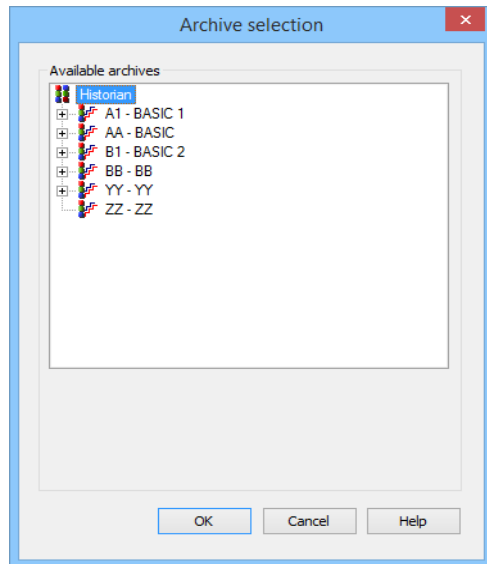 Archive selection
Available archives
Historian
A1 - BASIC 1
AA - BASIC
B1 - BASIC 2
BB - BB
YY - YY
ZZ - ZZ
OK Cancel Help